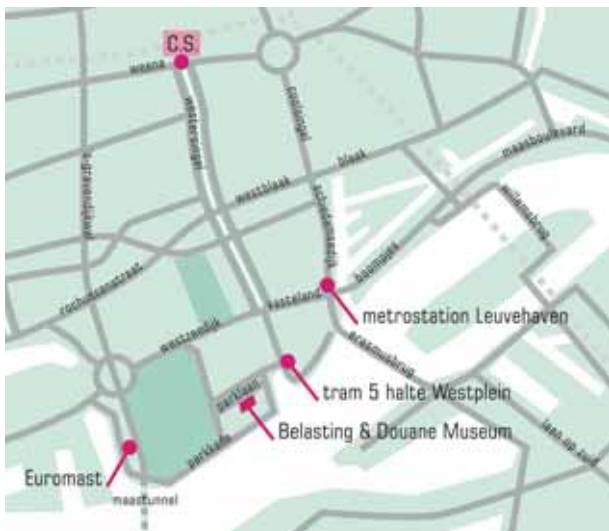 C.S.
weena
coolsingel
westersingel
s-gravendijkwal
blaak
westblaak
maasboulevard
schiedamsedijk
willemsbrug
boompjes
rochussenstraat
vasteland
westzeedijk
metrostation Leuvehaven
erasmusbrug
tram 5 halte Westplein
parklaan
Belasting & Douane Museum
laan op zuid
parkkade
Euromast
maastunnel